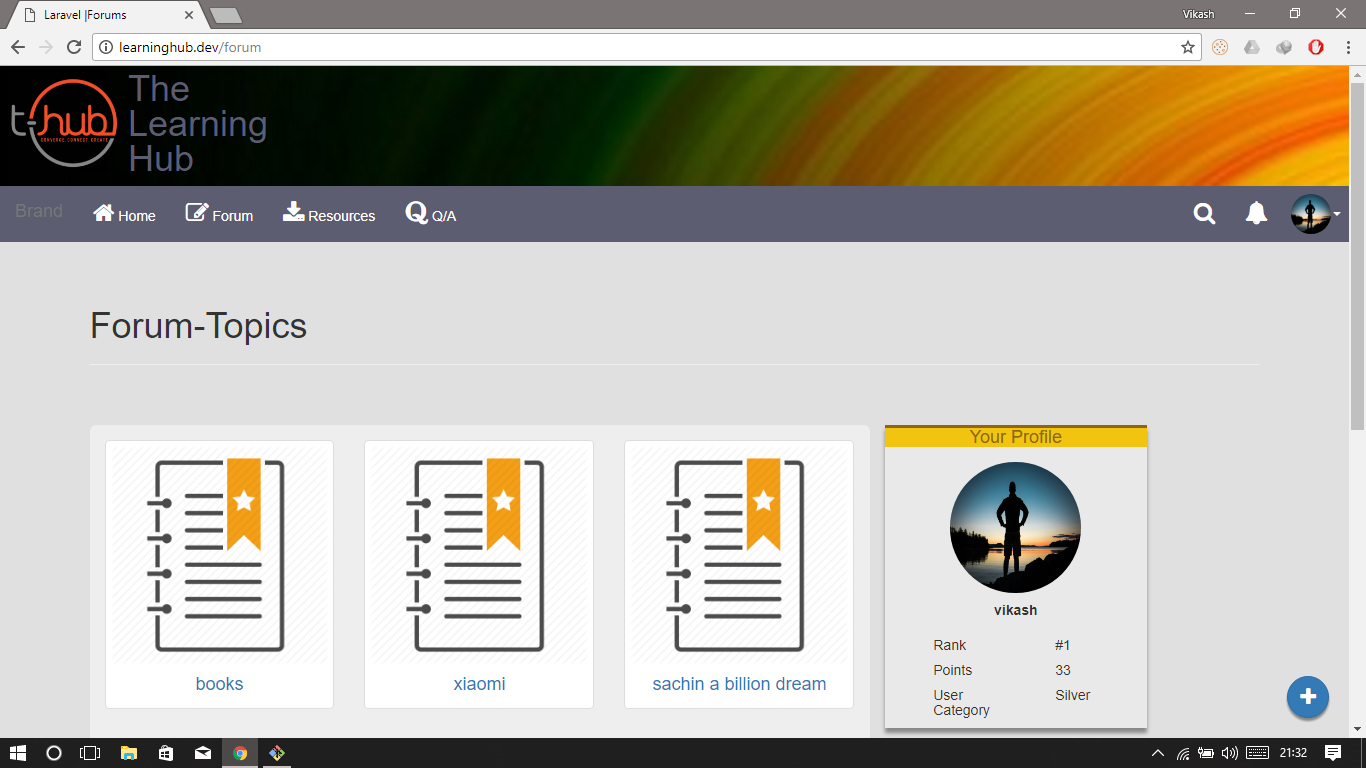 Laravel |Forums
Vikash
learninghub.dev/forum
t-hub
CONVERGE CONNECT CREATE
The
Learning
Hub
Brand
Home
Forum
Resources
Q Q/A
Forum-Topics
books
xiaomi
sachin a billion dream
Your Profile
vikash
Rank #1
Points 33
User Category Silver
21:32